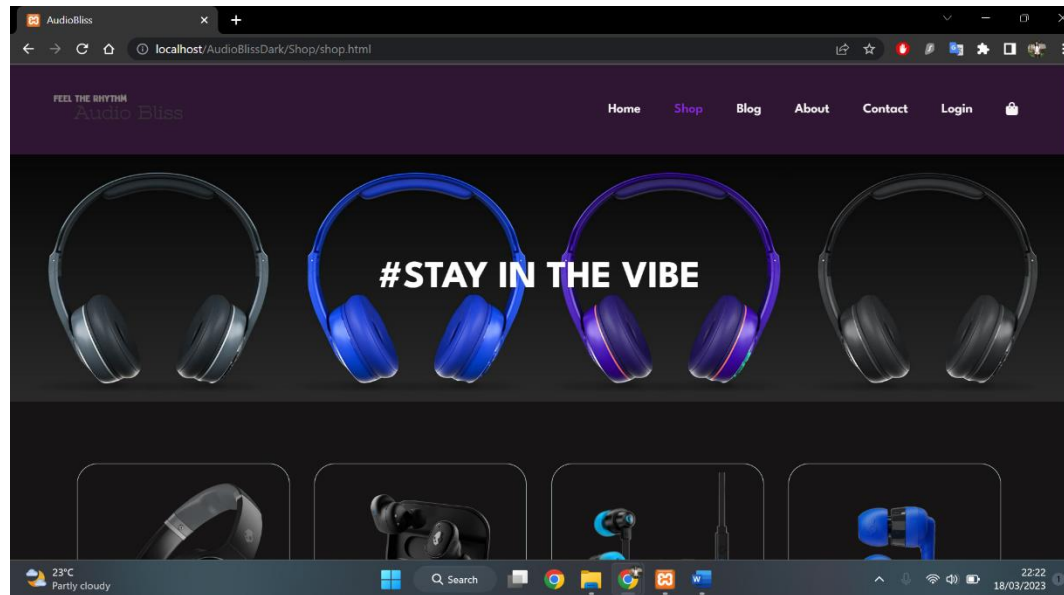 AudioBliss
localhost/AudioBlissDark/Shop/shop.html
FEEL THE RHYTHM
Audio Bliss
Home Shop Blog About Contact Login
#STAY IN THE VIBE
23°C
Partly cloudy
Search
22:22
18/03/2023